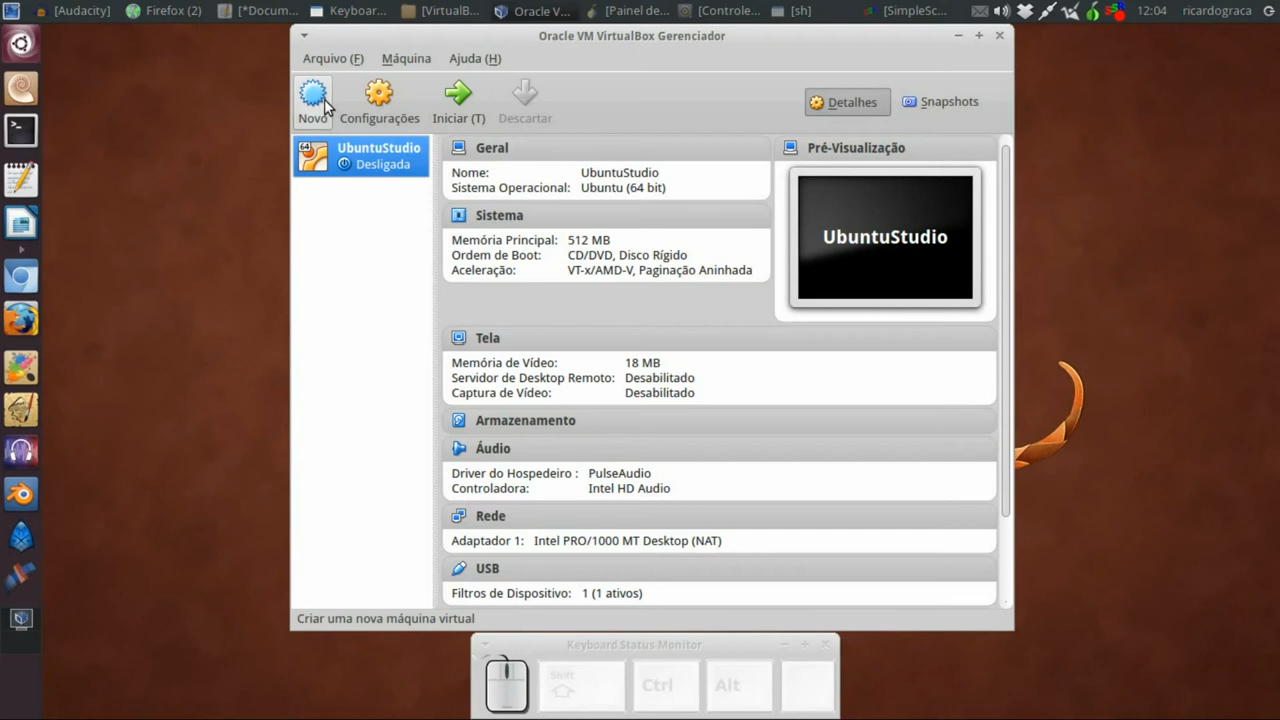 [Audacity]
Firefox (2)
[*Docum...
Keyboar...
[VirtualB...
Oracle V...
[Painel de...
[Controle...
[sh]
[SimpleSc...
12:04
ricardograca
Oracle VM VirtualBox Gerenciador
Arquivo (F)
Máquina
Ajuda (H)
Novo
Configurações
Iniciar (T)
Descartar
Detalhes
Snapshots
64
UbuntuStudio
Desligada
Geral
Nome: UbuntuStudio
Sistema Operacional: Ubuntu (64 bit)
Sistema
Memória Principal: 512 MB
Ordem de Boot: CD/DVD, Disco Rígido
Aceleração: VT-x/AMD-V, Paginação Aninhada
Pré-Visualização
UbuntuStudio
Tela
Memória de Vídeo: 18 MB
Servidor de Desktop Remoto: Desabilitado
Captura de Vídeo: Desabilitado
Armazenamento
Áudio
Driver do Hospedeiro : PulseAudio
Controladora: Intel HD Audio
Rede
Adaptador 1: Intel PRO/1000 MT Desktop (NAT)
USB
Filtros de Dispositivo: 1 (1 ativos)
Criar uma nova máquina virtual
Keyboard Status Monitor
Shift
Ctrl
Alt